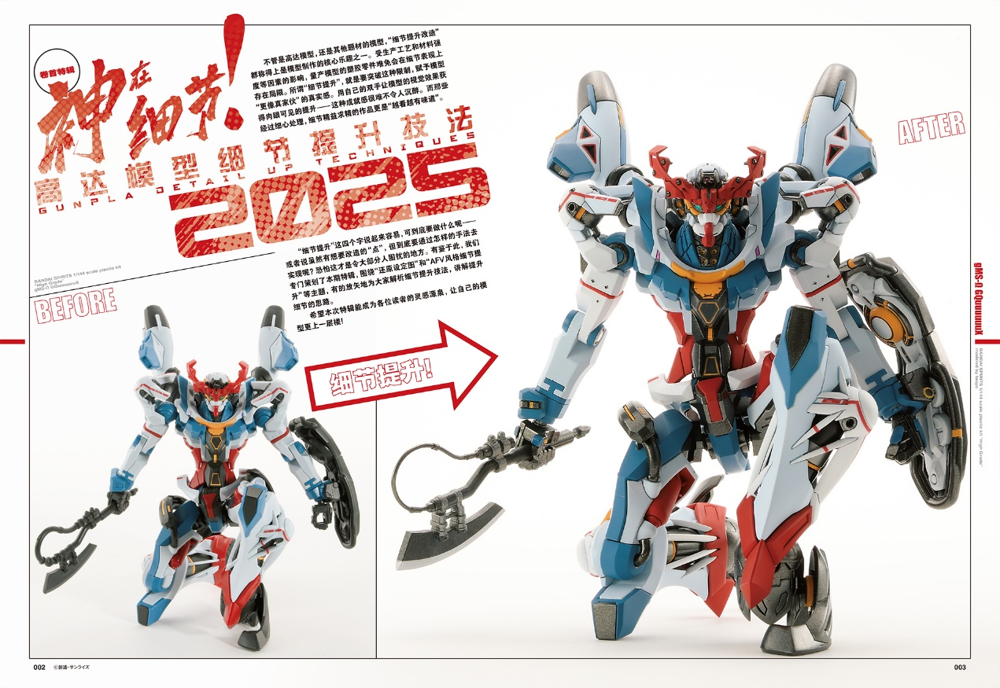 卷首特辑
神在细节!
高达模型细节提升技法
GUNPLA DETAIL UP TECHNIQUES
2025
不管是高达模型,还是其他题材的模型,“细节提升改造”
都称得上是模型制作的核心乐趣之一。受生产工艺和材料强
度等因素的影响,量产模型的塑胶零件难免会在细节表现上
存在局限。所谓“细节提升”,就是要突破这种限制,赋予模型
“更像真家伙”的真实感。用自己的双手让模型的视觉效果获
得肉眼可见的提升——这种成就感很难不令人沉醉。而那些
经过细心处理,细节精益求精的作品更是“越看越有味道”。
“细节提升”这四个字说起来容易,可到底要做什么呢——
或者说虽然有想要改造的“点”,但到底要通过怎样的手法去
实现呢?恐怕这才是令大部分人困扰的地方。有鉴于此,我们
专门策划了本期特辑,围绕“还原设定图”和“AFV风格细节提
升”等主题,有的放矢地为大家解析细节提升技法,讲解提升
细节的思路。
希望本次特辑能成为各位读者的灵感源泉,让自己的模
型更上一层楼!
BANDAI SPIRITS 1/144 scale plastic kit
"High Grade"
gMS-Ω GQuuuuuuX
BEFORE
细节提升!
AFTER
gMS-Ω GQuuuuuuX
BANDAI SPIRITS 1/144 scale plastic kit "High Grade"
modeled by
002
©創通・サンライズ
003